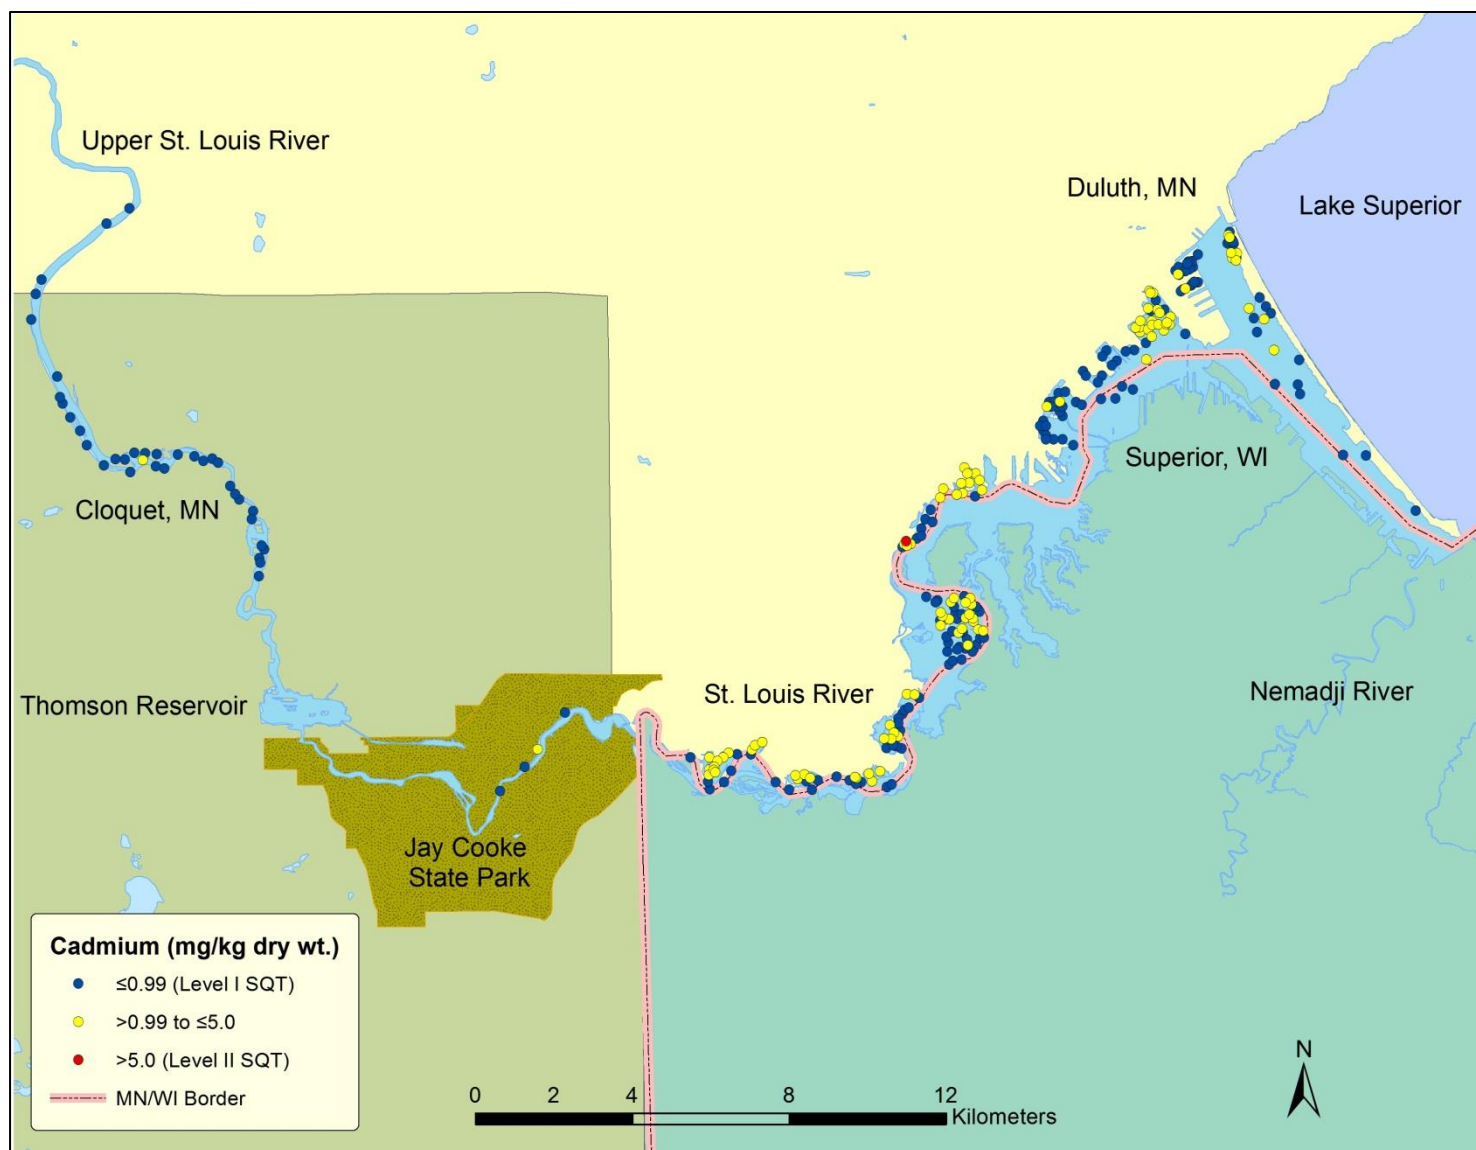 Upper St. Louis River
Duluth, MN
Lake Superior
Superior, WI
Cloquet, MN
St. Louis River
Nemadji River
Thomson Reservoir
Jay Cooke
State Park
Cadmium (mg/kg dry wt.)
≤0.99 (Level I SQT)
>0.99 to ≤5.0
>5.0 (Level II SQT)
MN/WI Border
0 2 4 8 12
Kilometers
N